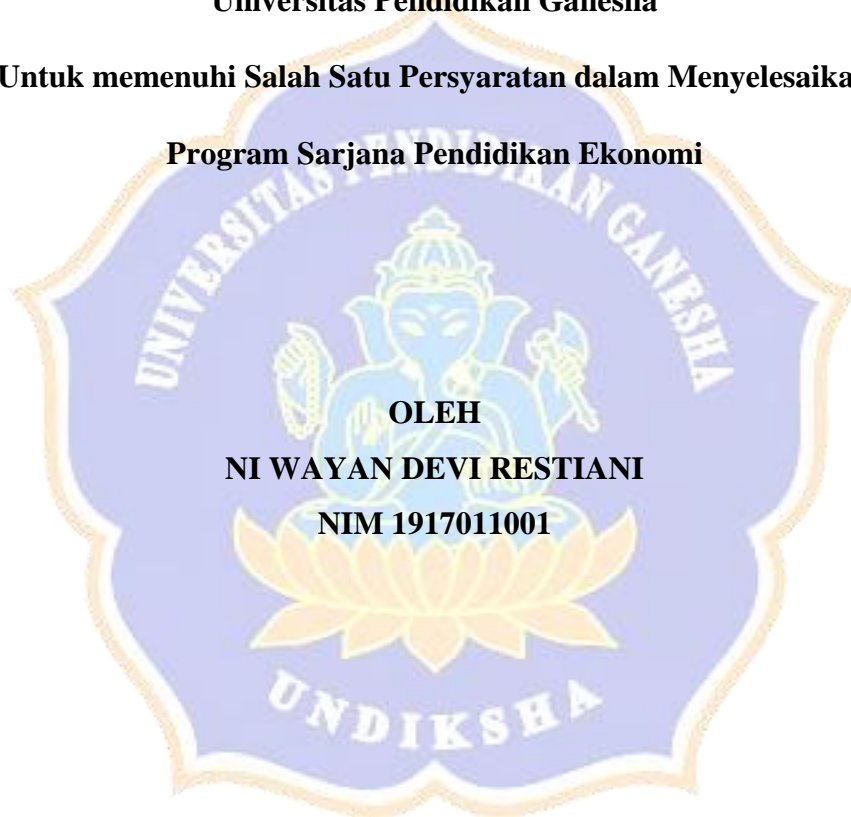 Universitas Pendidikan Ganesha
Untuk memenuhi Salah Satu Persyaratan dalam Menyelesaika
Program Sarjana Pendidikan Ekonomi
UNIVERSITAS PENDIDIKAN GANESHA
OLEH
NI WAYAN DEVI RESTIANI
NIM 1917011001
UNDIKSHA